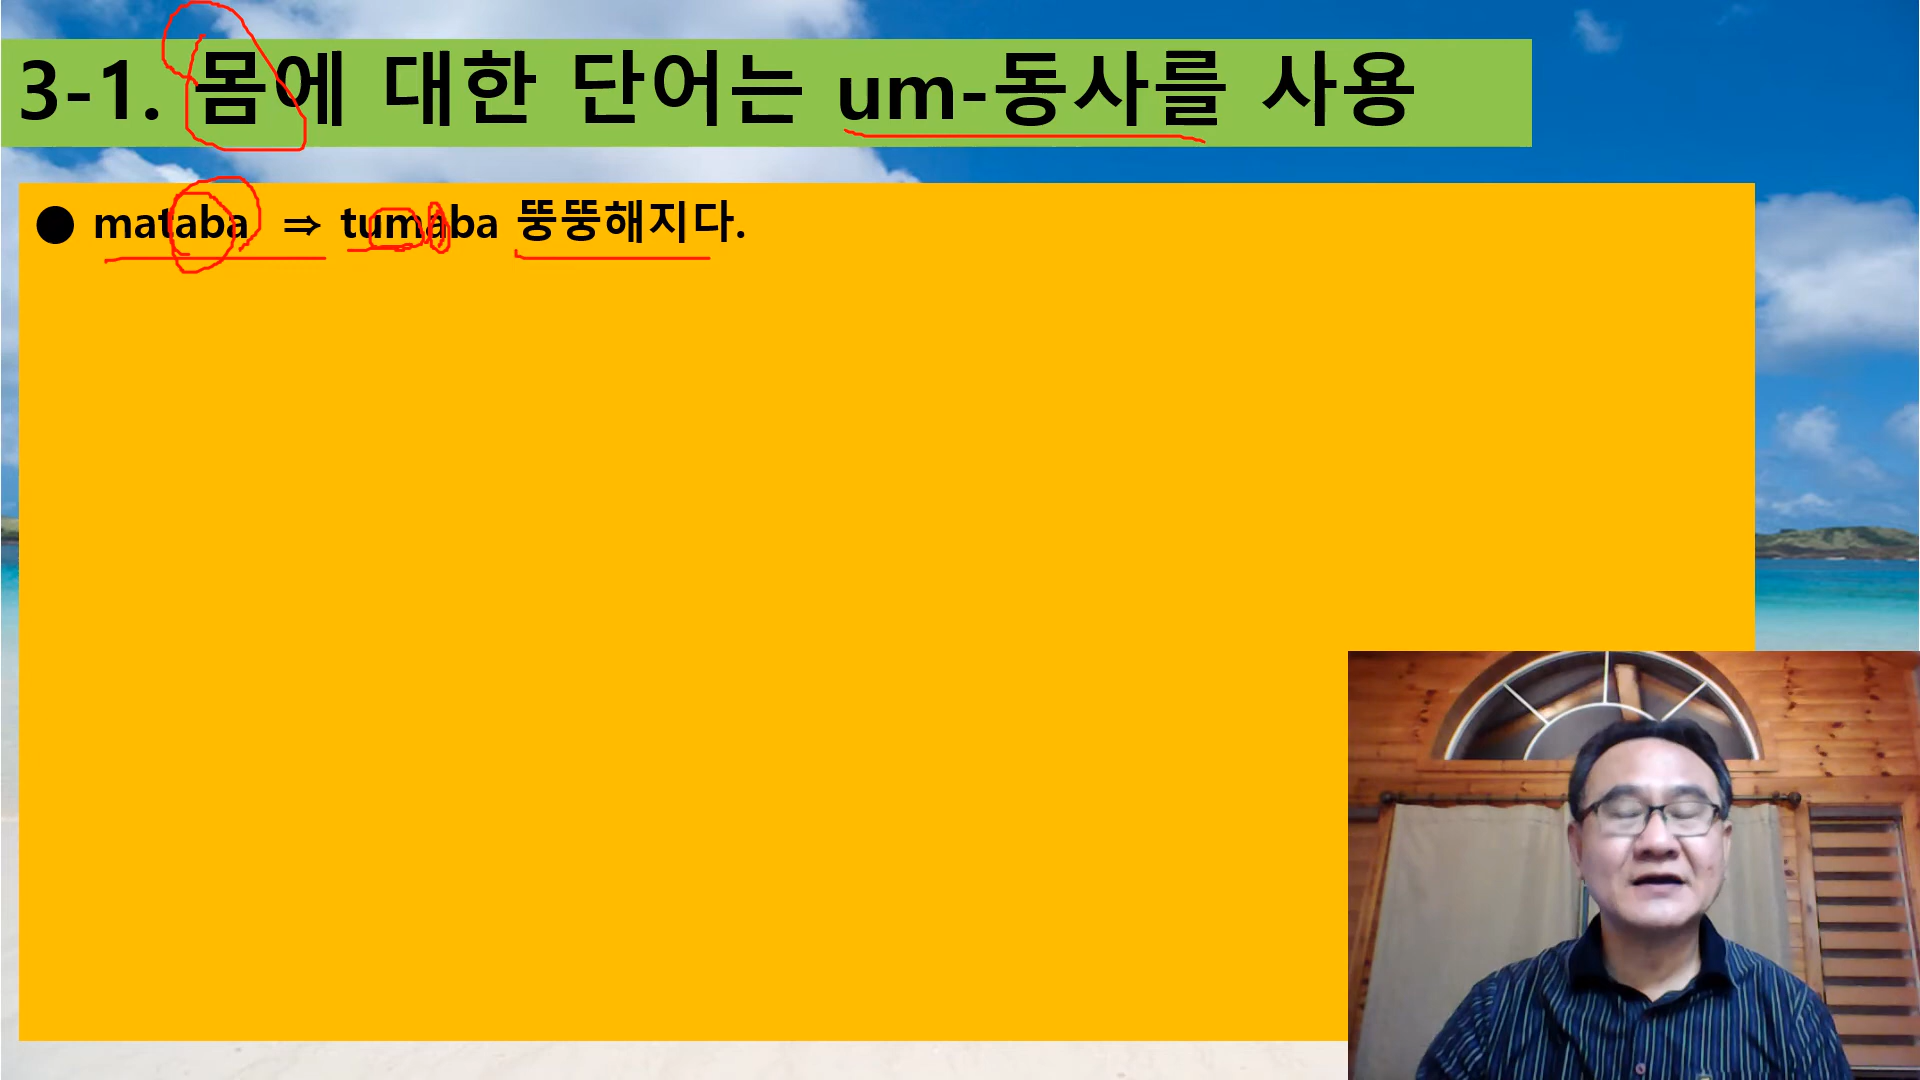 3-1. 몸에 대한 단어는 um-동사를 사용
● mataba ⇒ tumaba 뚱뚱해지다.